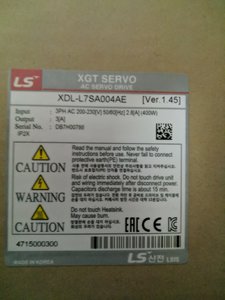 LS
XGT SERVO
AC SERVO DRIVE
XDL-L7SA004AE [Ver.1.45]
Input : 3PH AC 200-230[V] 50/60[Hz] 2.8[A] (400W)
Output : 3[A]
Serial No : DB7H00788
IP2X
CAUTION
Read the manual and follow the safety
instructions before use. Never fail to connect
protective earth(PE) terminal.
WARNING
Risk of electric shock. Do not touch wiring
immediately after power disconnect.
Capacitors discharge time is about 15 min.
CAUTION
Do not touch Heatsink.
May cause burn.
4715000300
MADE IN KOREA
LS 산전 LSIS